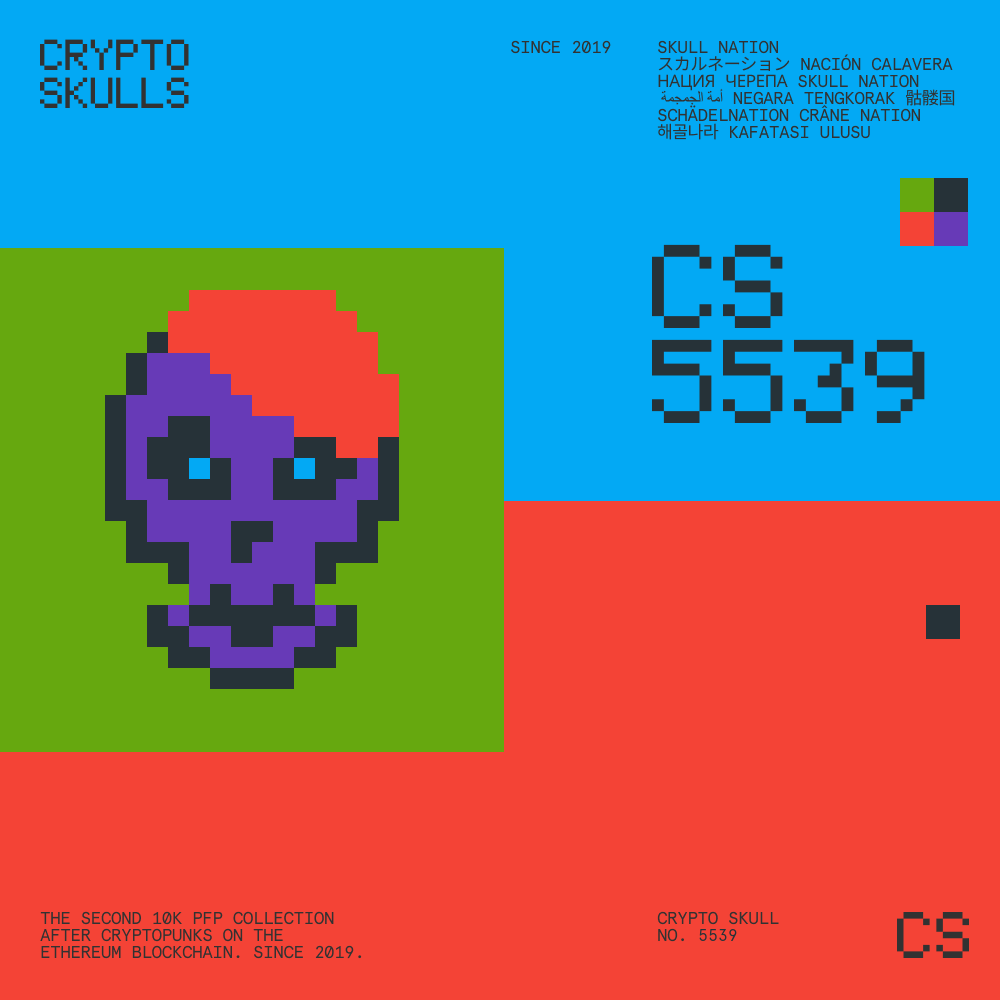 CRYPTO
SKULLS
SINCE 2019
SKULL NATION
スカルネーション NACIÓN CALAVERA
НАЦИЯ ЧЕРЕПА SKULL NATION
أمة الجمجمة NEGARA TENGKORAK 骷髅国
SCHÄDELNATION CRÂNE NATION
해골나라 KAFATASI ULUSU
CS
5539
THE SECOND 10K PFP COLLECTION
AFTER CRYPTOPUNKS ON THE
ETHEREUM BLOCKCHAIN. SINCE 2019.
CRYPTO SKULL
NO. 5539
CS